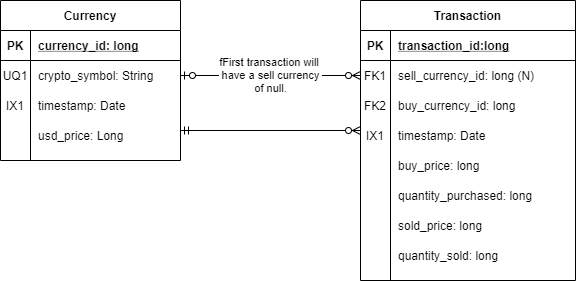 Currency
PK currency_id: long
UQ1 crypto_symbol: String
IX1 timestamp: Date
usd_price: Long
fFirst transaction will
have a sell currency
of null.
Transaction
PK transaction_id:long
FK1 sell_currency_id: long (N)
FK2 buy_currency_id: long
IX1 timestamp: Date
buy_price: long
quantity_purchased: long
sold_price: long
quantity_sold: long